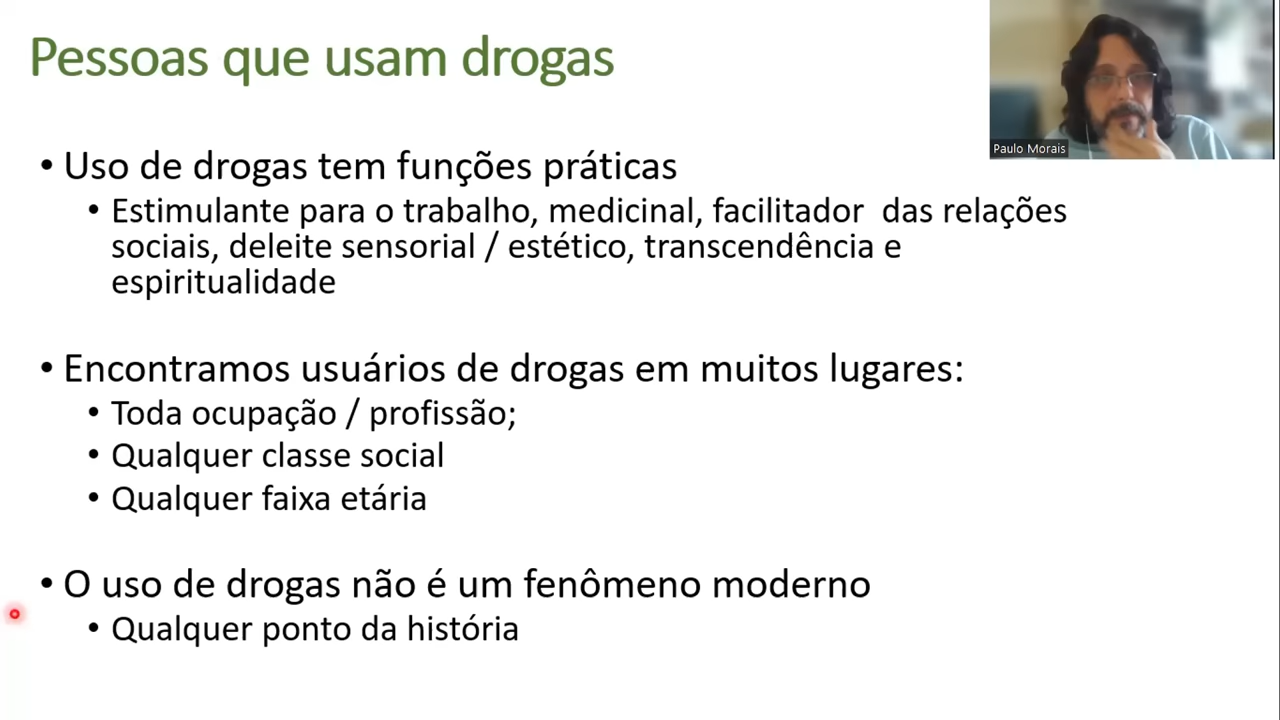 Pessoas que usam drogas
Paulo Morais
• Uso de drogas tem funções práticas
• Estimulante para o trabalho, medicinal, facilitador das relações
sociais, deleite sensorial / estético, transcendência e
espiritualidade
• Encontramos usuários de drogas em muitos lugares:
• Toda ocupação / profissão;
• Qualquer classe social
• Qualquer faixa etária
• O uso de drogas não é um fenômeno moderno
• Qualquer ponto da história